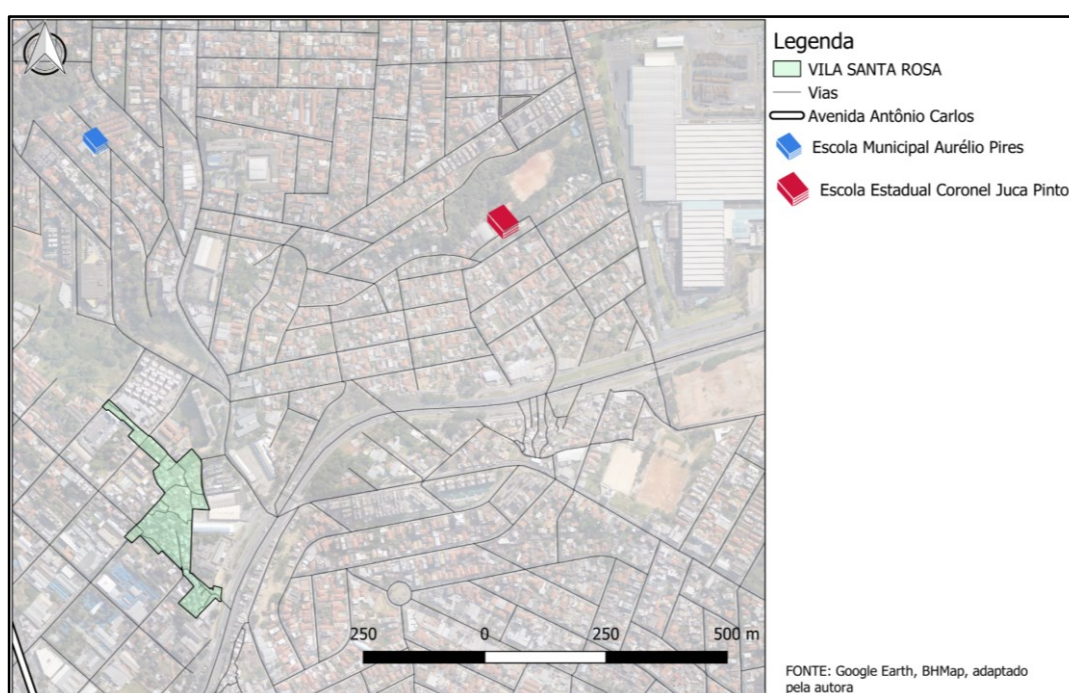 Legenda
VILA SANTA ROSA
Vias
Avenida Antônio Carlos
Escola Municipal Aurélio Pires
Escola Estadual Coronel Juca Pinto
250 0 250 500 m
FONTE: Google Earth, BHMap, adaptado
pela autora